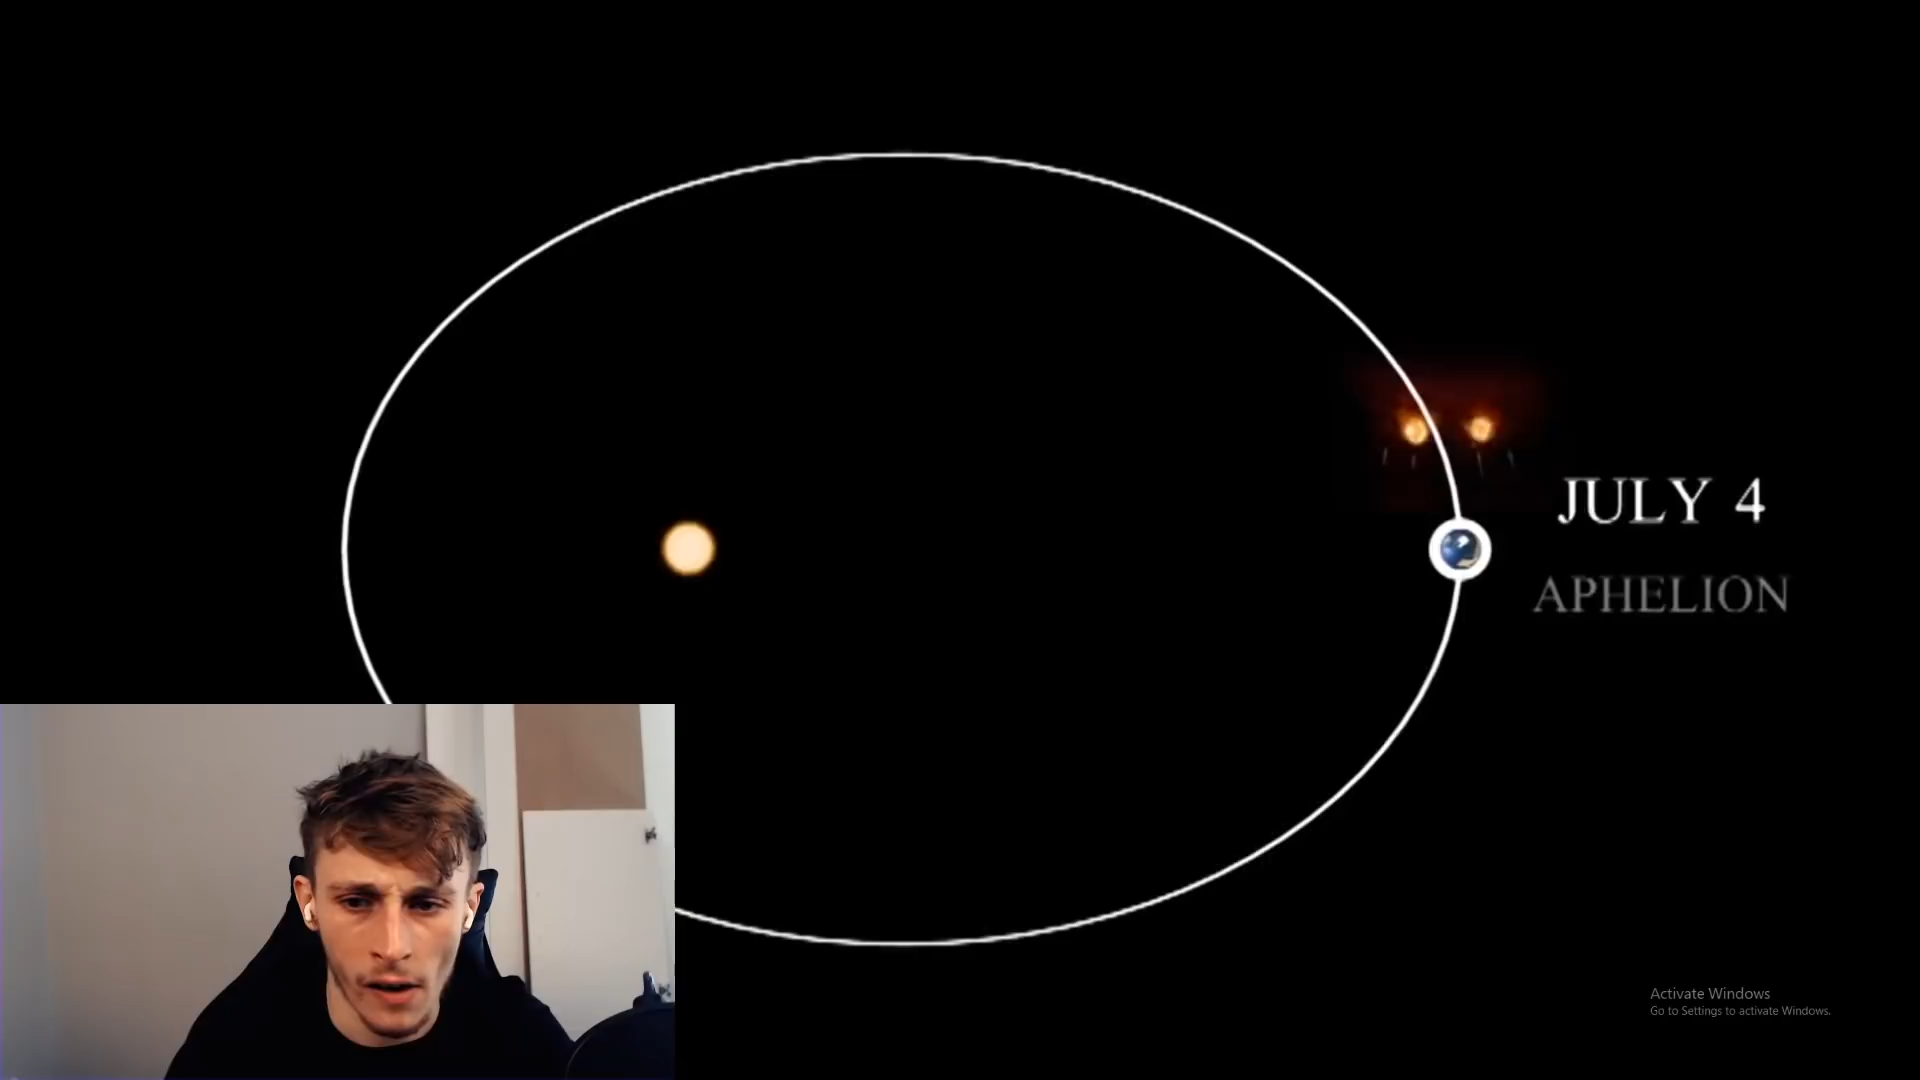 JULY 4
APHELION
Activate Windows
Go to Settings to activate Windows.